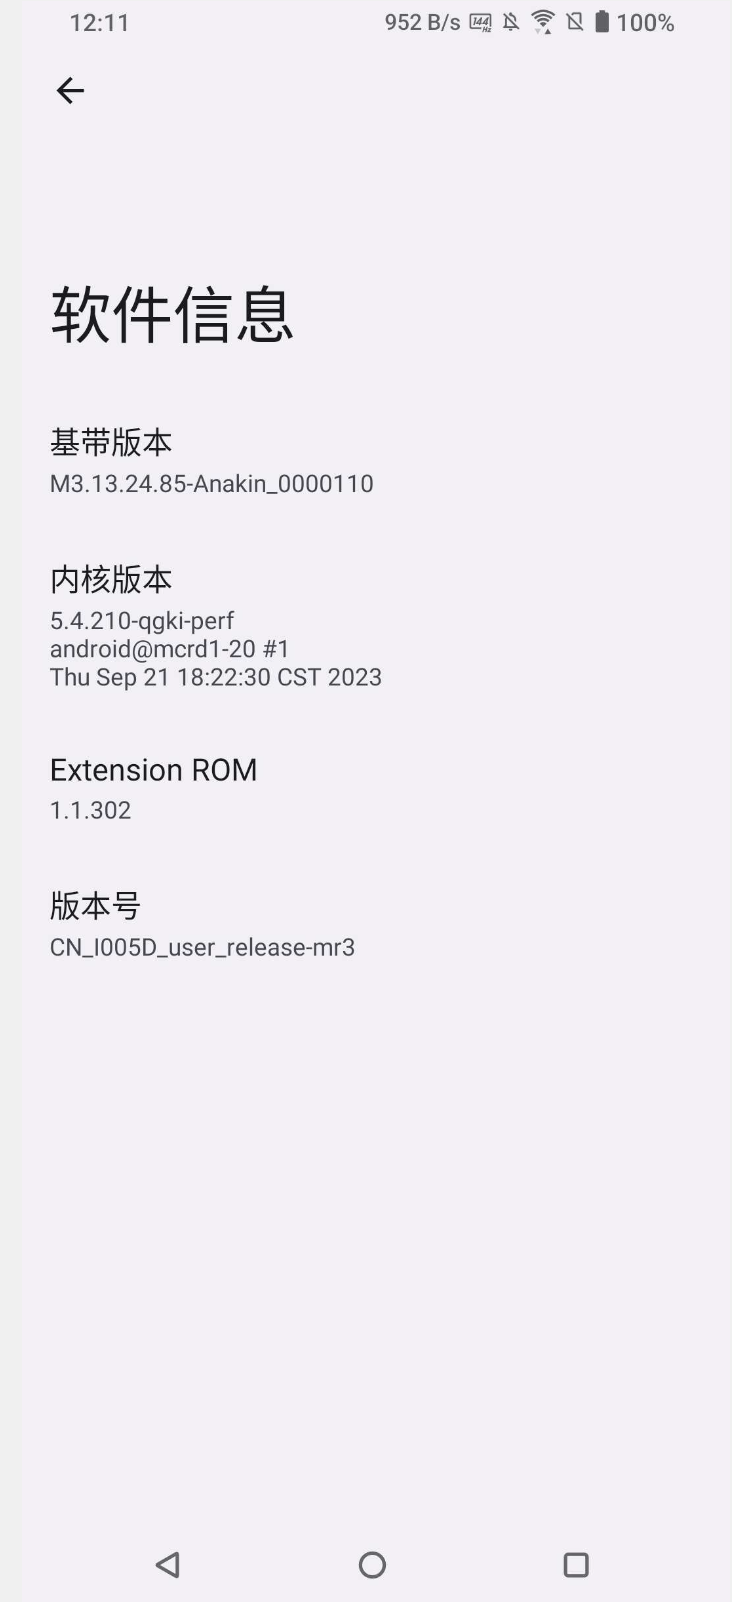 12:11 952 B/s 144 Hz 100%
软件信息
基带版本
M3.13.24.85-Anakin_0000110
内核版本
5.4.210-qgki-perf
android@mcrd1-20 #1
Thu Sep 21 18:22:30 CST 2023
Extension ROM
1.1.302
版本号
CN_I005D_user_release-mr3